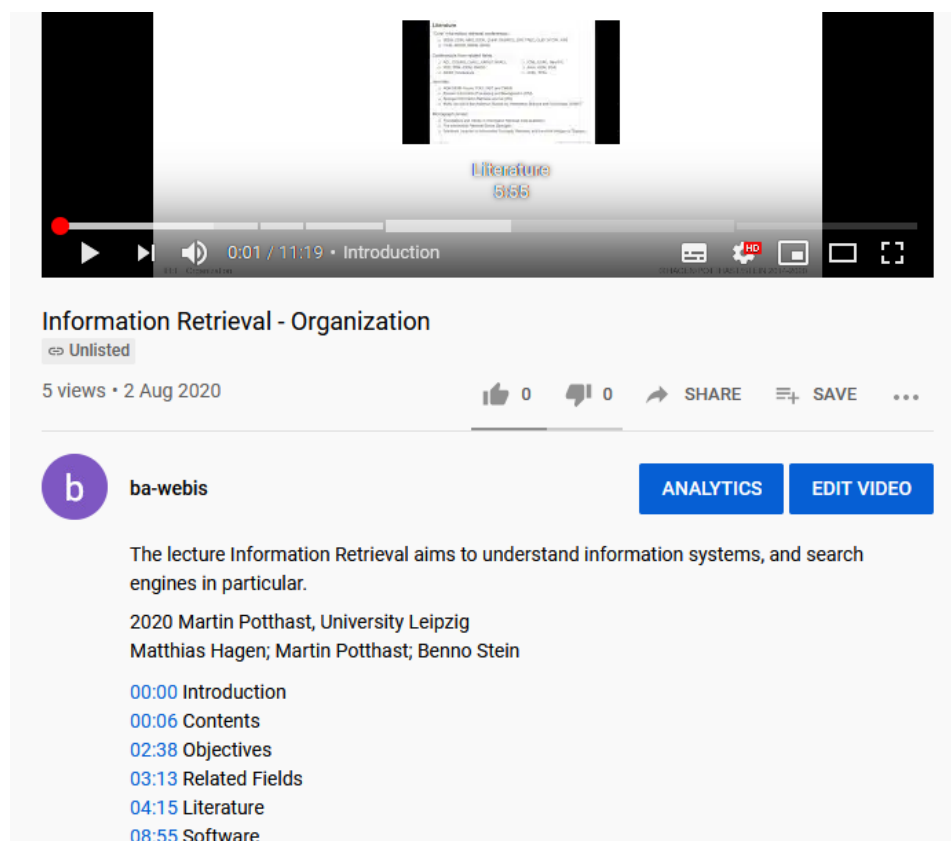 Literature
Literature
5:55
0:01 / 11:19 • Introduction
HD
Information Retrieval - Organization
Unlisted
5 views • 2 Aug 2020
0
0
SHARE
SAVE
b
ba-webis
ANALYTICS
EDIT VIDEO
The lecture Information Retrieval aims to understand information systems, and search
engines in particular.
2020 Martin Potthast, University Leipzig
Matthias Hagen; Martin Potthast; Benno Stein
00:00 Introduction
00:06 Contents
02:38 Objectives
03:13 Related Fields
04:15 Literature
08:55 Software